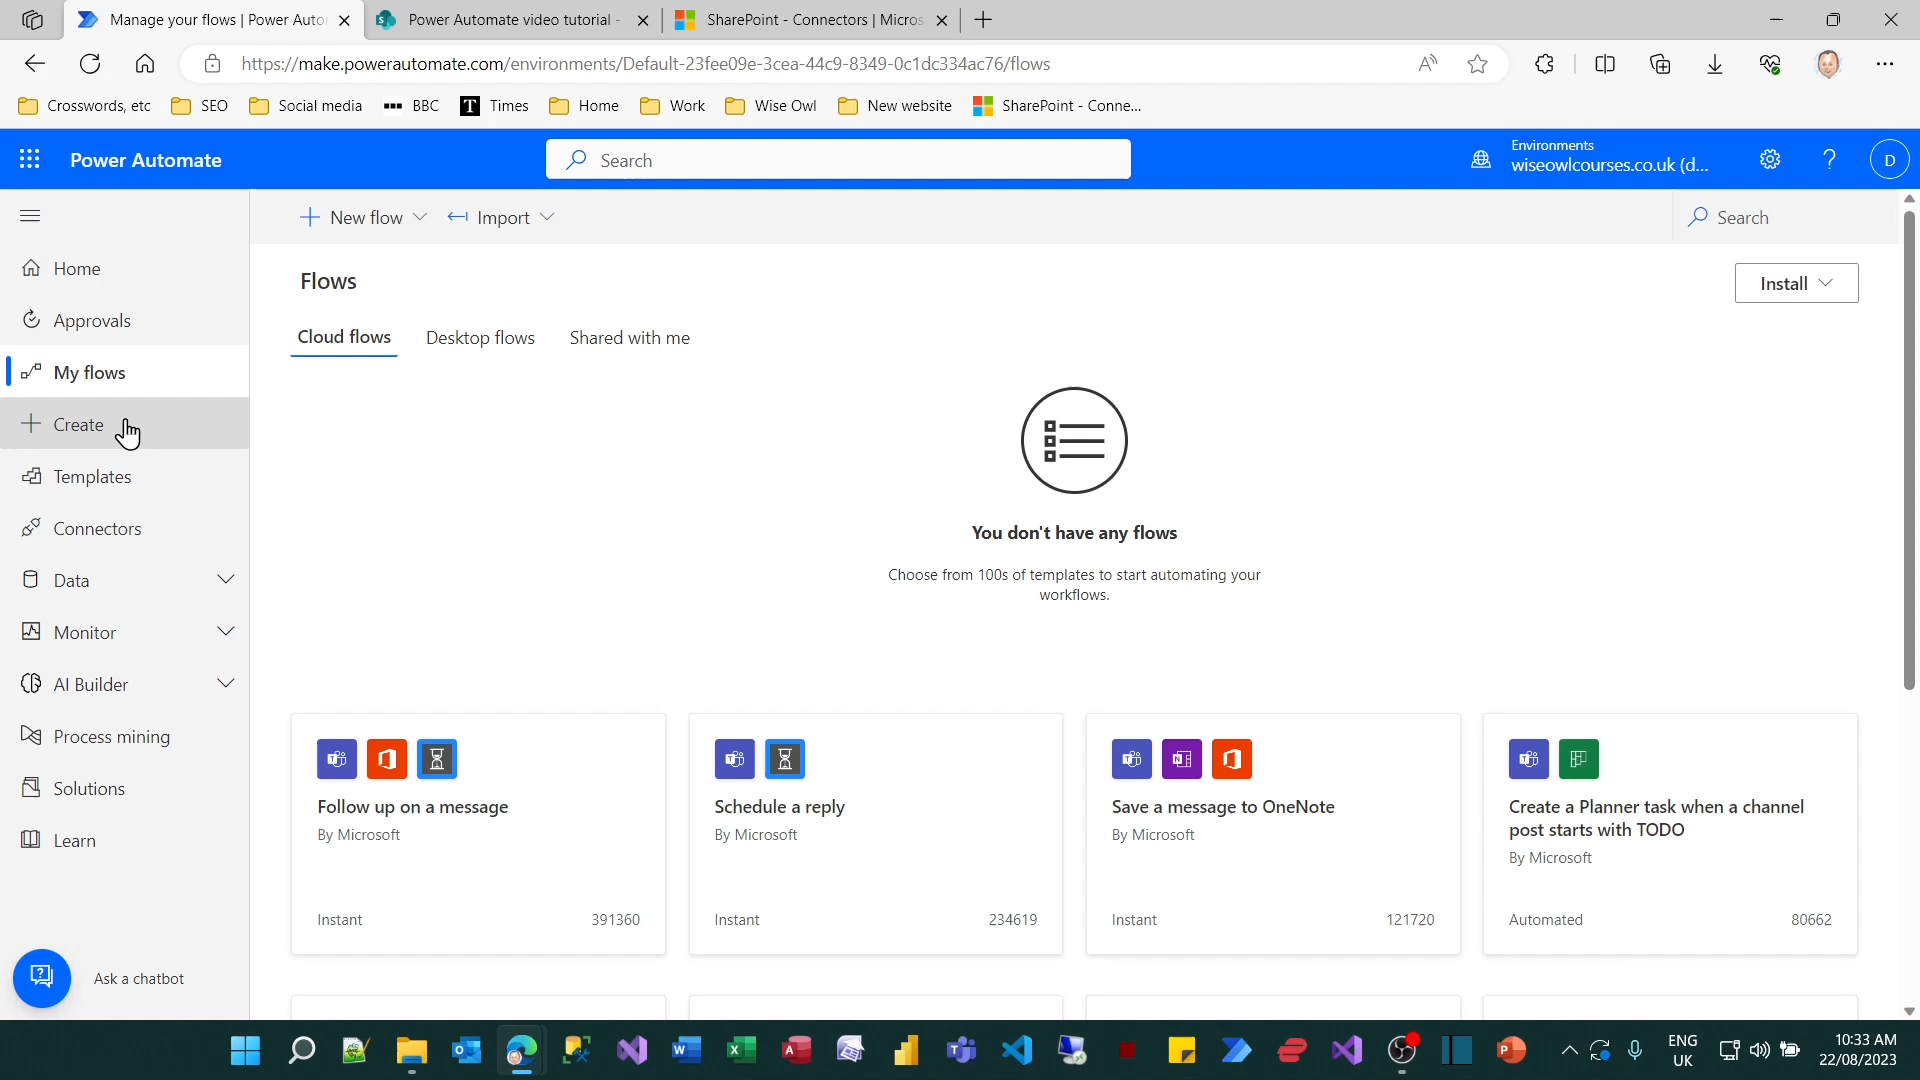 Manage your flows | Power Auto
Power Automate video tutorial -
SharePoint - Connectors | Micros
https://make.powerautomate.com/environments/Default-23fee09e-3cea-44c9-8349-0c1dc334ac76/flows
Crosswords, etc
SEO
Social media
BBC
T
Times
Home
Work
Wise Owl
New website
SharePoint - Conne...
Power Automate
Search
Environments
wiseowlcourses.co.uk (d...
?
D
New flow
Import
Search
Home
Approvals
My flows
Create
Templates
Connectors
Data
Monitor
AI Builder
Process mining
Solutions
Learn
Ask a chatbot
Flows
Install
Cloud flows
Desktop flows
Shared with me
You don't have any flows
Choose from 100s of templates to start automating your
workflows.
Follow up on a message
By Microsoft
Instant
391360
Schedule a reply
By Microsoft
Instant
234619
Save a message to OneNote
By Microsoft
Instant
121720
Create a Planner task when a channel
post starts with TODO
By Microsoft
Automated
80662
ENG
UK
10:33 AM
22/08/2023